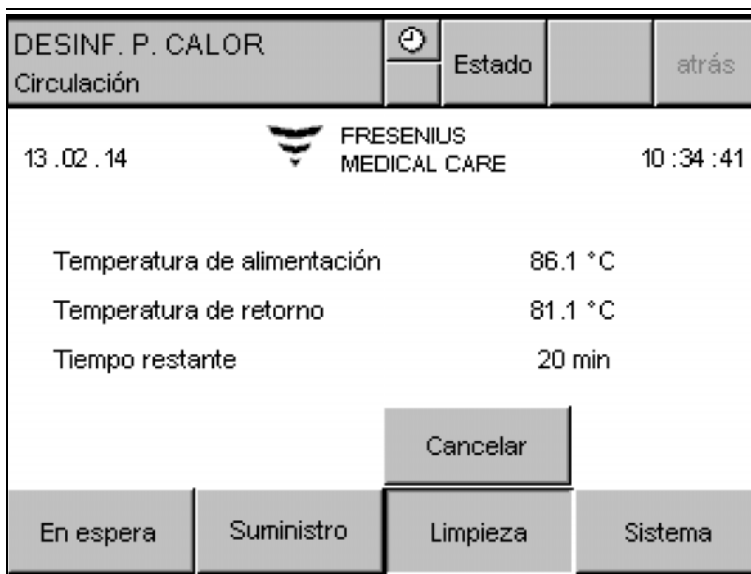 DESINF. P. CALOR
Circulación
Estado
atrás
13 .02 .14
FRESENIUS
MEDICAL CARE
10 :34 :41
Temperatura de alimentación 86.1 °C
Temperatura de retorno 81.1 °C
Tiempo restante 20 min
Cancelar
En espera
Suministro
Limpieza
Sistema